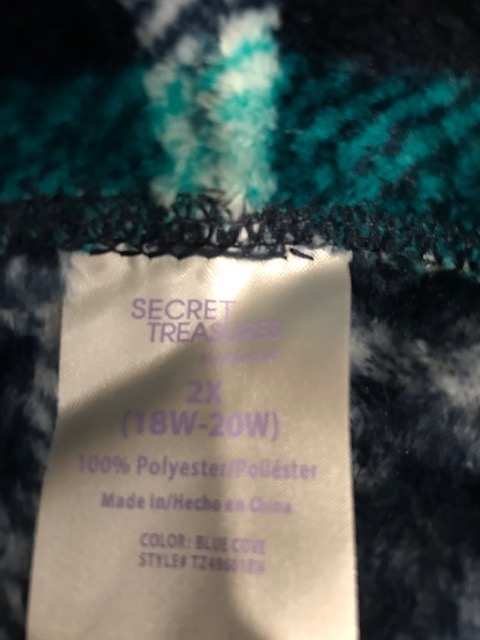 SECRET
TREASURES
2X
(18W-20W)
100% Polyester/Poliéster
Made in/Hecho en China
COLOR: BLUE COVE
STYLE#